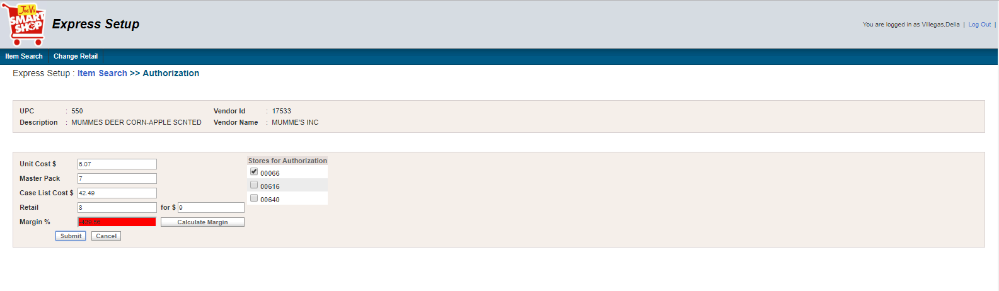 Joe V's
SMART
SHOP
Express Setup
You are logged in as Villegas,Delia | Log Out |
Item Search Change Retail
Express Setup : Item Search >> Authorization
UPC : 550 Vendor Id : 17533
Description : MUMMES DEER CORN-APPLE SCNTED Vendor Name : MUMME'S INC
Stores for Authorization
Unit Cost $ 6.07
00066
Master Pack 7
00616
Case List Cost $ 42.49
00640
Retail 8 for $ 9
Margin % Calculate Margin
Submit Cancel